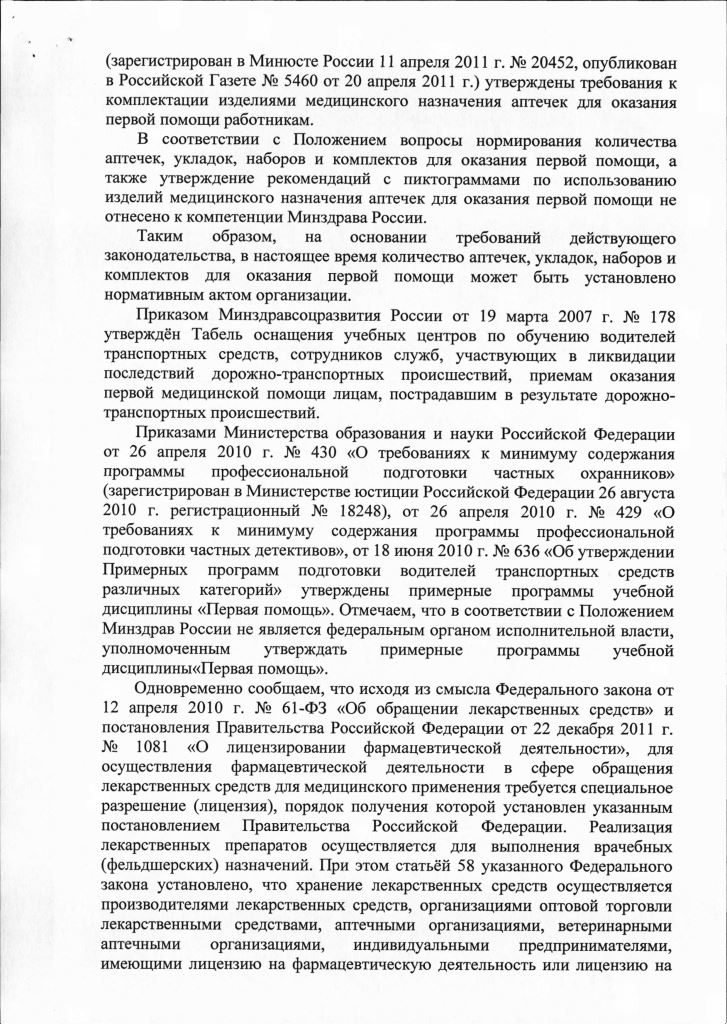 (зарегистрирован в Минюсте России 11 апреля 2011 г. № 20452, опубликован
в Российской Газете № 5460 от 20 апреля 2011 г.) утверждены требования к
комплектации изделиями медицинского назначения аптечек для оказания
первой помощи работникам.
В соответствии с Положением вопросы нормирования количества
аптечек, укладок, наборов и комплектов для оказания первой помощи, а
также утверждение рекомендаций с пиктограммами по использованию
изделий медицинского назначения аптечек для оказания первой помощи не
отнесено к компетенции Минздрава России.
Таким образом, на основании требований действующего
законодательства, в настоящее время количество аптечек, укладок, наборов и
комплектов для оказания первой помощи может быть установлено
нормативным актом организации.
Приказом Минздравсоцразвития России от 19 марта 2007 г. № 178
утверждён Табель оснащения учебных центров по обучению водителей
транспортных средств, сотрудников служб, участвующих в ликвидации
последствий дорожно-транспортных происшествий, приемам оказания
первой медицинской помощи лицам, пострадавшим в результате дорожно-
транспортных происшествий.
Приказами Министерства образования и науки Российской Федерации
от 26 апреля 2010 г. № 430 «О требованиях к минимуму содержания
программы профессиональной подготовки частных охранников»
(зарегистрирован в Министерстве юстиции Российской Федерации 26 августа
2010 г. регистрационный № 18248), от 26 апреля 2010 г. № 429 «О
требованиях к минимуму содержания программы профессиональной
подготовки частных детективов», от 18 июня 2010 г. № 636 «Об утверждении
Примерных программ подготовки водителей транспортных средств
различных категорий» утверждены примерные программы учебной
дисциплины «Первая помощь». Отмечаем, что в соответствии с Положением
Минздрав России не является федеральным органом исполнительной власти,
уполномоченным утверждать примерные программы учебной
дисциплины«Первая помощь».
Одновременно сообщаем, что исходя из смысла Федерального закона от
12 апреля 2010 г. № 61-ФЗ «Об обращении лекарственных средств» и
постановления Правительства Российской Федерации от 22 декабря 2011 г.
№ 1081 «О лицензировании фармацевтической деятельности», для
осуществления фармацевтической деятельности в сфере обращения
лекарственных средств для медицинского применения требуется специальное
разрешение (лицензия), порядок получения которой установлен указанным
постановлением Правительства Российской Федерации. Реализация
лекарственных препаратов осуществляется для выполнения врачебных
(фельдшерских) назначений. При этом статьёй 58 указанного Федерального
закона установлено, что хранение лекарственных средств осуществляется
производителями лекарственных средств, организациями оптовой торговли
лекарственными средствами, аптечными организациями, ветеринарными
аптечными организациями, индивидуальными предпринимателями,
имеющими лицензию на фармацевтическую деятельность или лицензию на